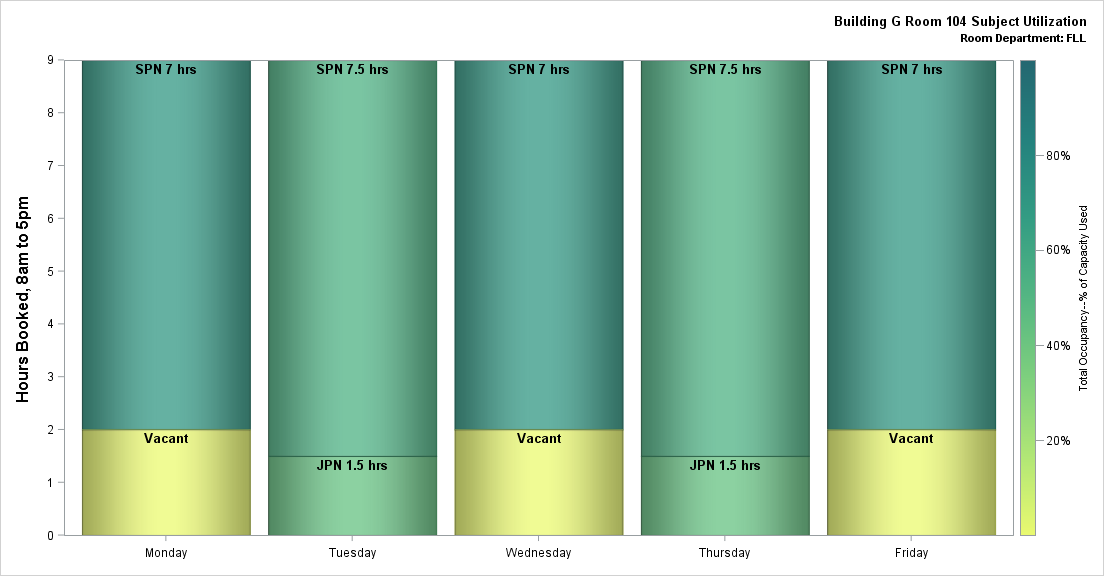 Building G Room 104 Subject Utilization
Room Department: FLL
Hours Booked, 8am to 5pm
9
8
7
6
5
4
3
2
1
0
SPN 7 hrs
SPN 7.5 hrs
SPN 7 hrs
SPN 7.5 hrs
SPN 7 hrs
Vacant
JPN 1.5 hrs
Vacant
JPN 1.5 hrs
Vacant
Monday
Tuesday
Wednesday
Thursday
Friday
80%
60%
40%
20%
Total Occupancy--% of Capacity Used